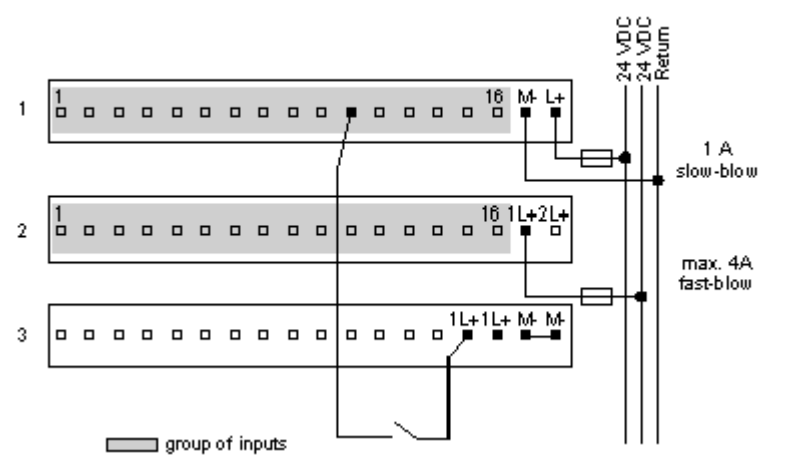 24 VDC
24 VDC
Return
1 16 M- L+
1
1 A
slow-blow
1 16 1L+2L+
2
max. 4A
fast-blow
1L+1L+ M- M-
3
group of inputs